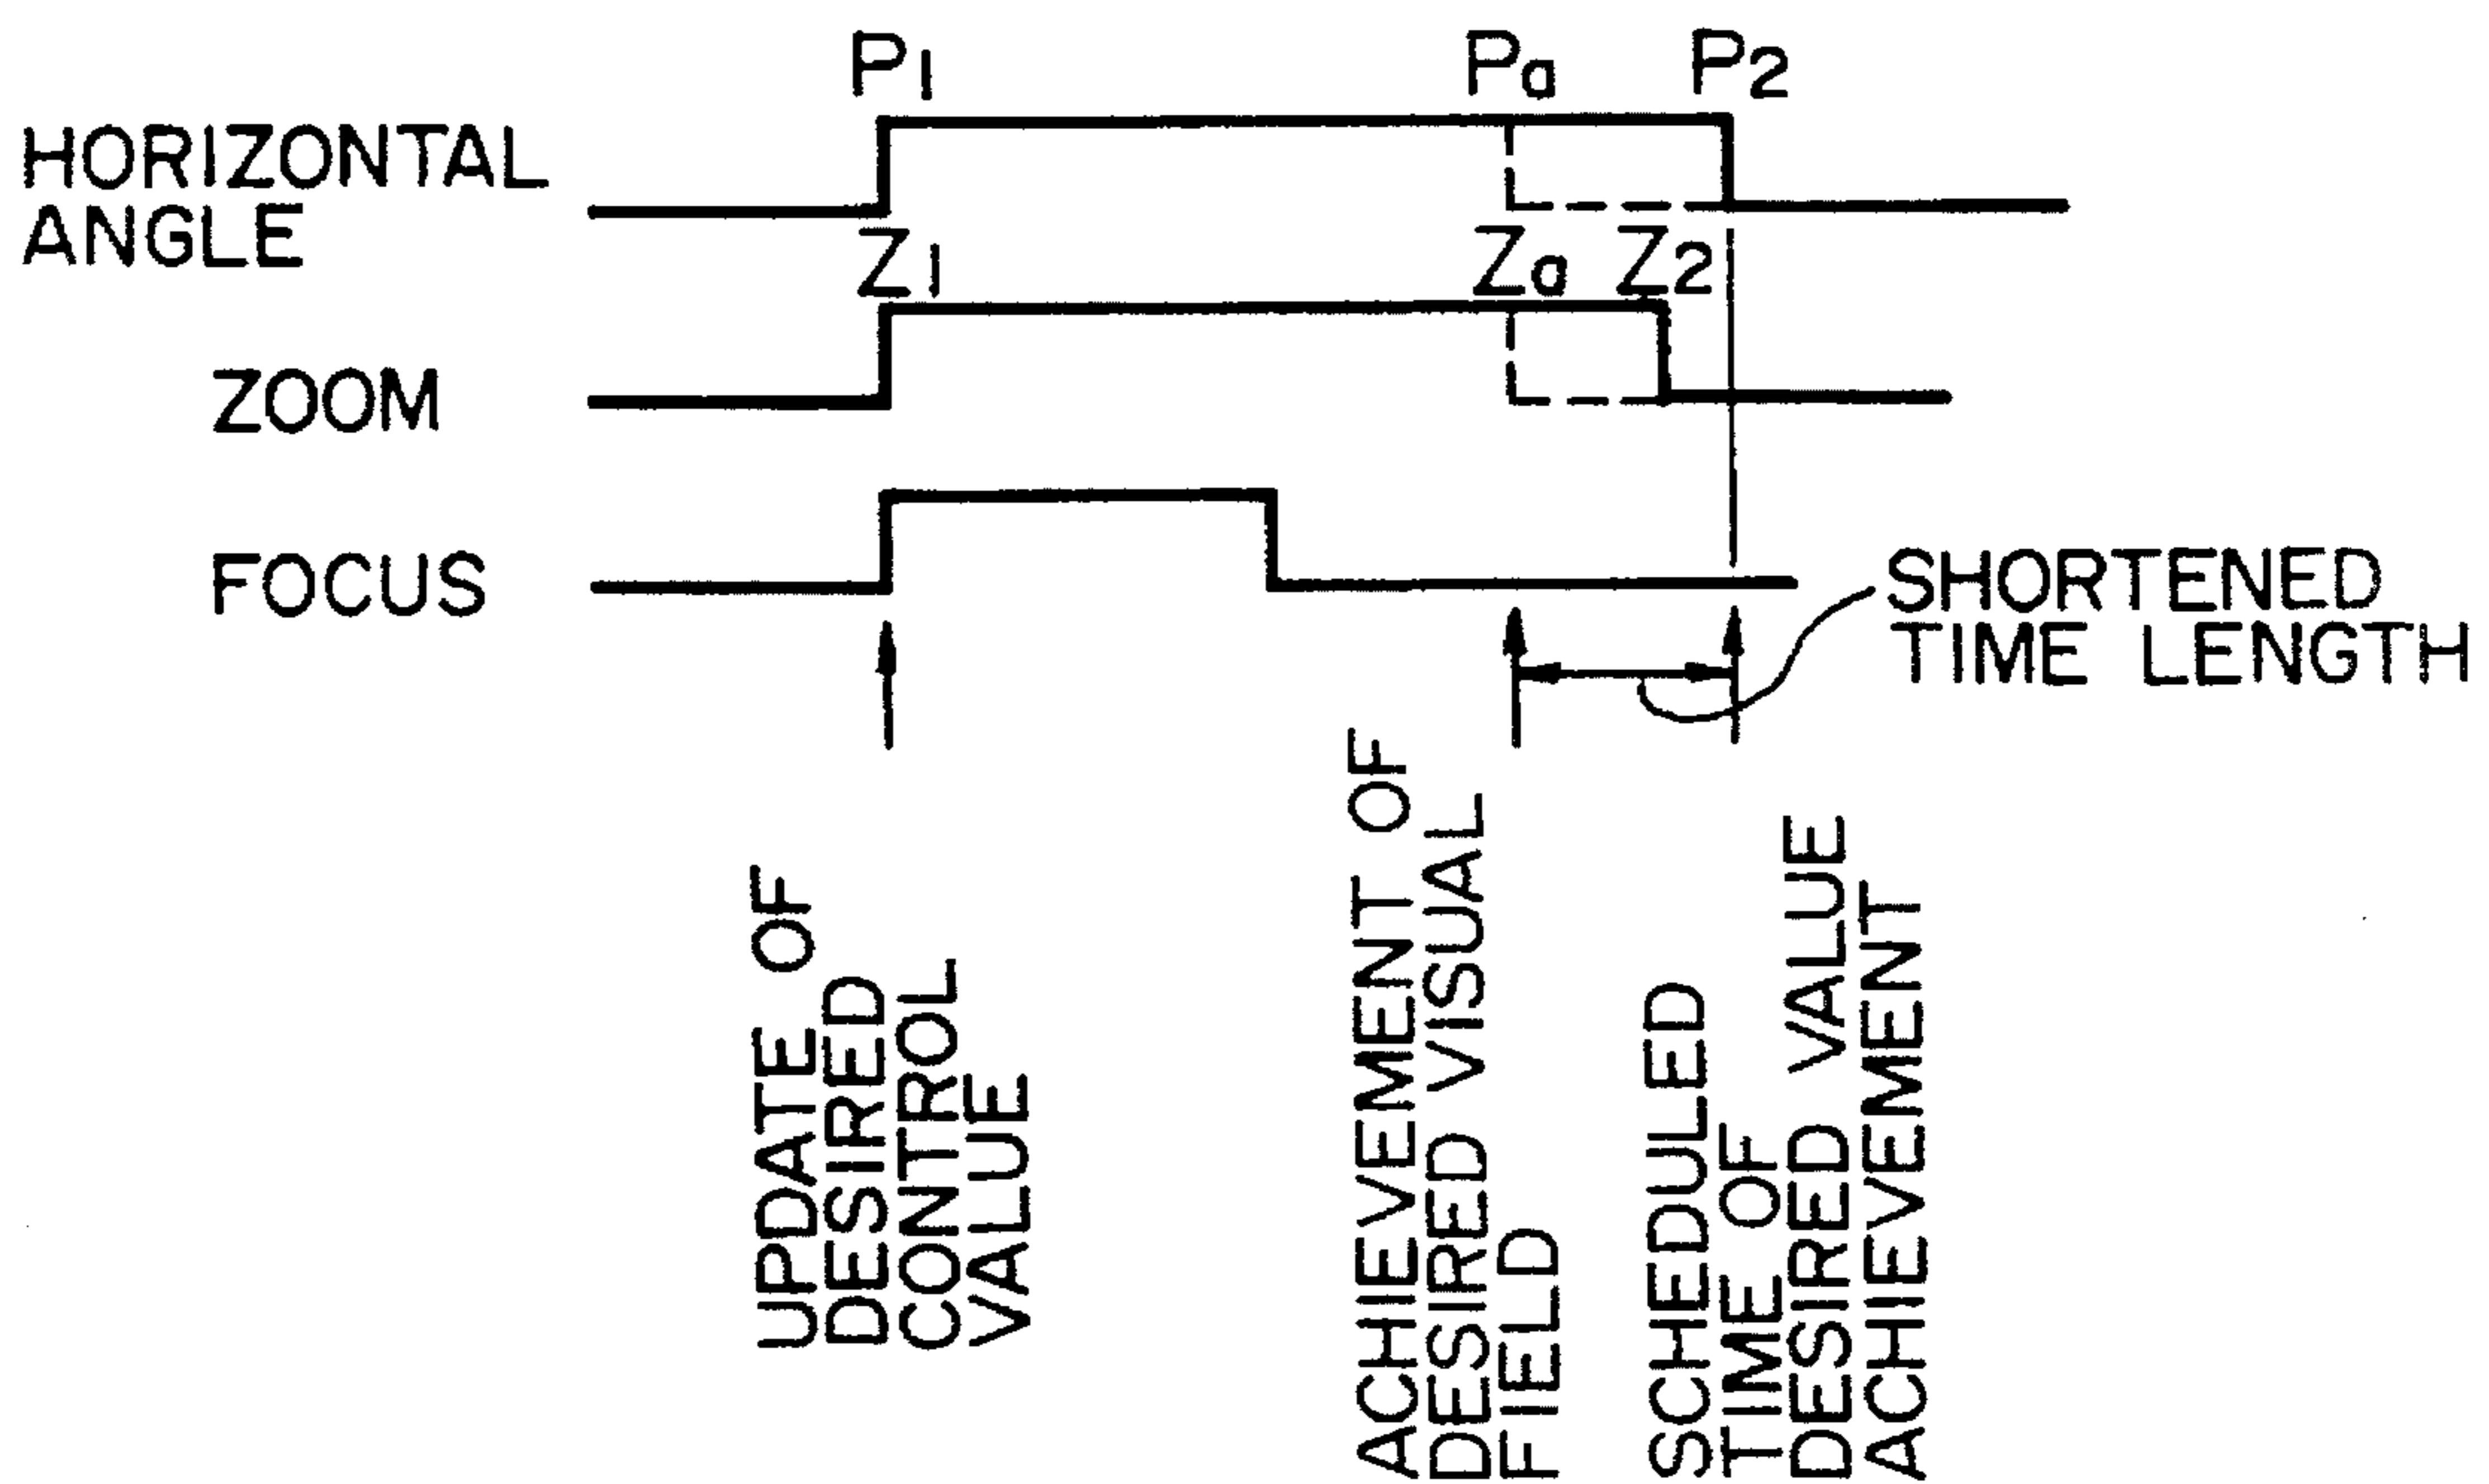 P1 Pa P2
HORIZONTAL
ANGLE
Z1 Za Z2
ZOOM
FOCUS
SHORTENED
TIME LENGTH
UPDATE OF
DESIRED
CONTROL
VALUE
ACHIEVEMENT OF
DESIRED VISUAL
FIELD
SCHEDULED
TIME OF
DESIRED VALUE
ACHIEVEMENT